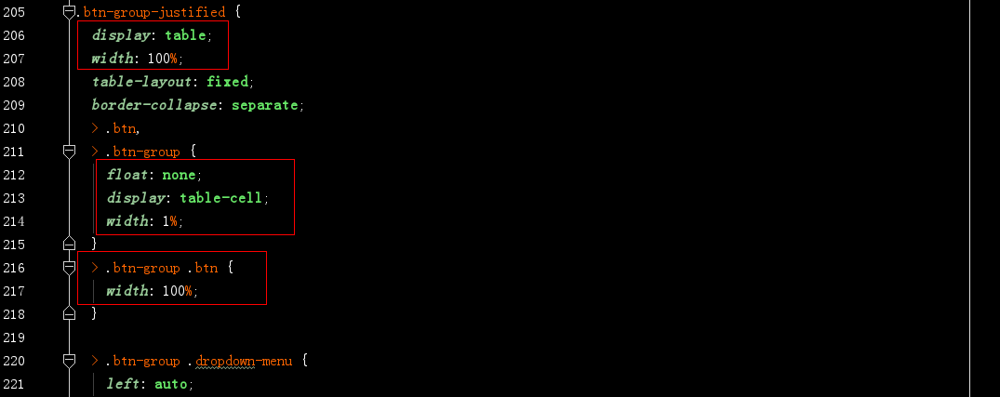 205 .btn-group-justified {
206 display: table;
207 width: 100%;
208 table-layout: fixed;
209 border-collapse: separate;
210 > .btn,
211 > .btn-group {
212 float: none;
213 display: table-cell;
214 width: 1%;
215 }
216 > .btn-group .btn {
217 width: 100%;
218 }
219
220 > .btn-group .dropdown-menu {
221 left: auto;